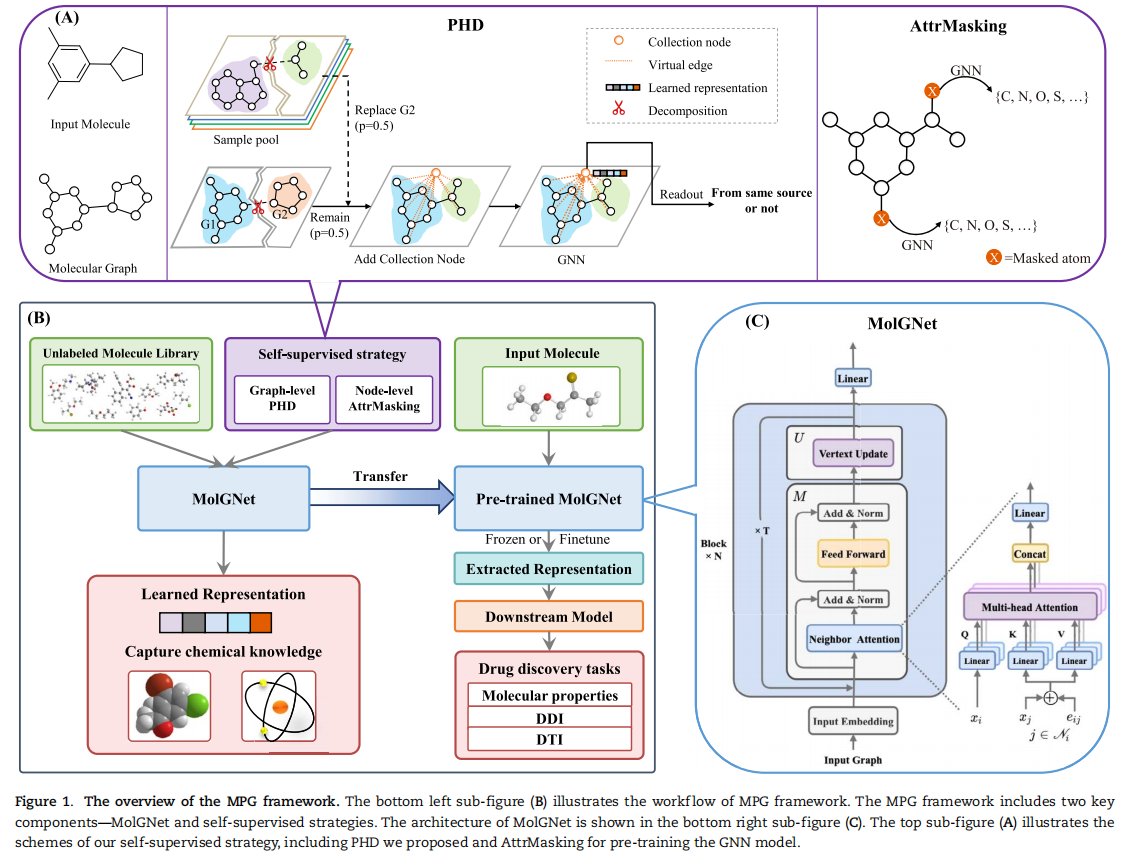 (A)
PHD
AttrMasking
Input Molecule
Molecular Graph
Sample pool
Replace G2
(p=0.5)
Collection node
Virtual edge
Learned representation
Decomposition
G1
G2
Remain
(p=0.5)
Add Collection Node
GNN
Readout
From same source
or not
X
GNN
{C, N, O, S, …}
X
GNN
{C, N, O, S, …}
X =Masked atom
(B)
Unlabeled Molecule Library
Self-supervised strategy
Graph-level
PHD
Node-level
AttrMasking
Input Molecule
MolGNet
Transfer
Pre-trained MolGNet
Frozen or
Finetune
Extracted Representation
Downstream Model
Drug discovery tasks
Molecular properties
DDI
DTI
Learned Representation
Capture chemical knowledge
(C)
MolGNet
Linear
U
Vertext Update
M
Add & Norm
Feed Forward
Add & Norm
Neighbor Attention
× T
Block
× N
Input Embedding
Input Graph
Linear
Concat
Multi-head Attention
Q
K
V
Linear
Linear
Linear
xᵢ
xⱼ
eᵢⱼ
j ∈ 𝒩ᵢ
Figure 1. The overview of the MPG framework. The bottom left sub-figure (B) illustrates the workflow of MPG framework. The MPG framework includes two key
components—MolGNet and self-supervised strategies. The architecture of MolGNet is shown in the bottom right sub-figure (C). The top sub-figure (A) illustrates the
schemes of our self-supervised strategy, including PHD we proposed and AttrMasking for pre-training the GNN model.